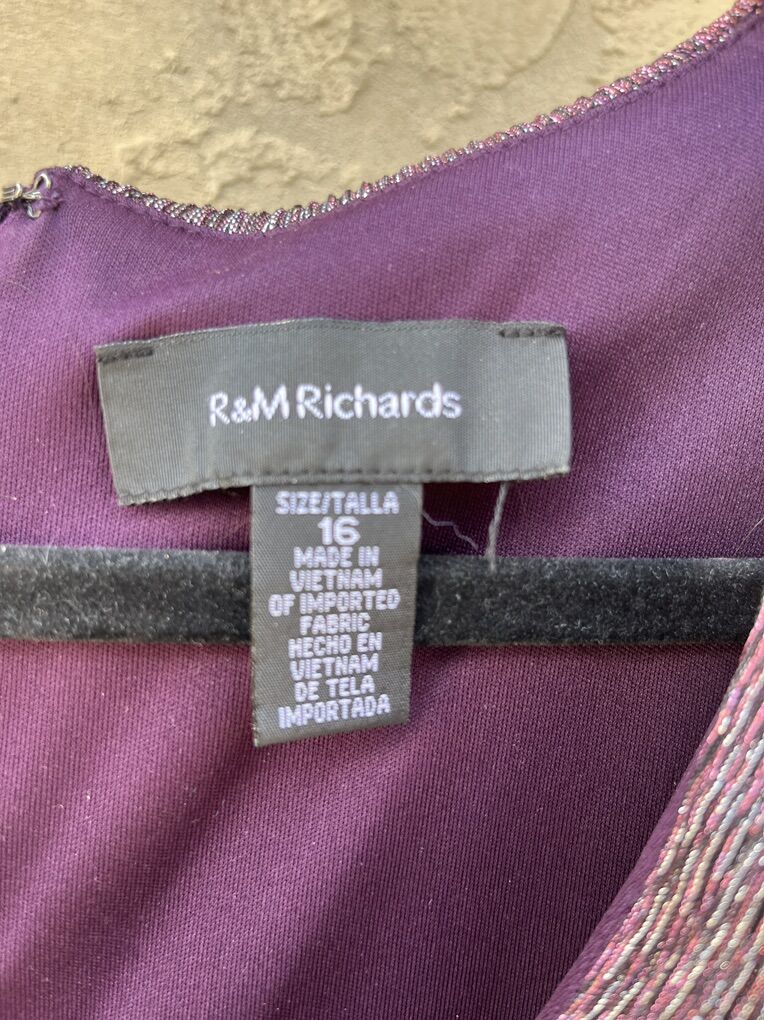 R&M Richards
SIZE/TALLA
16
MADE IN
VIETNAM
OF IMPORTED
FABRIC
HECHO EN
VIETNAM
DE TELA
IMPORTADA